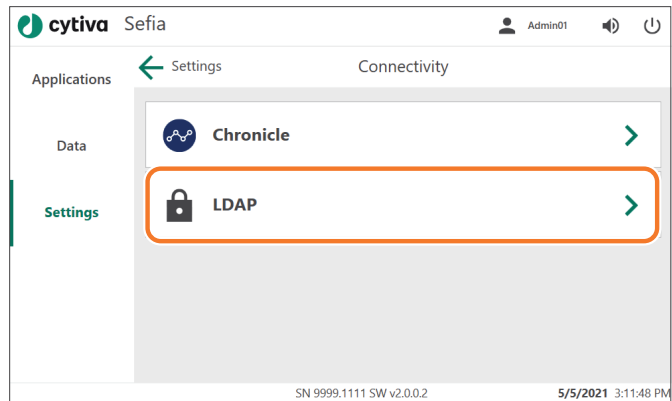 cytiva Sefia Admin01
Applications
Data
Settings
Settings Connectivity
Chronicle
LDAP
SN 9999.1111 SW v2.0.0.2 5/5/2021 3:11:48 PM